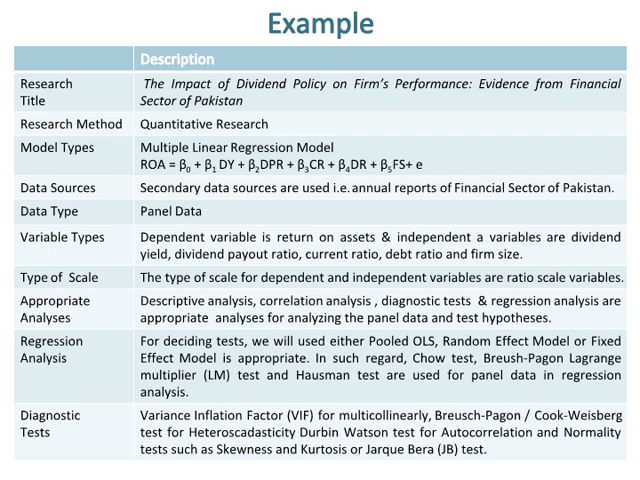 Example
Description
Research
Title
The Impact of Dividend Policy on Firm's Performance: Evidence from Financial
Sector of Pakistan
Research Method
Quantitative Research
Model Types
Multiple Linear Regression Model
ROA = β0 + β1 DY + β2DPR + β3CR + β4DR + β5FS+ e
Data Sources
Secondary data sources are used i.e. annual reports of Financial Sector of Pakistan.
Data Type
Panel Data
Variable Types
Dependent variable is return on assets & independent a variables are dividend
yield, dividend payout ratio, current ratio, debt ratio and firm size.
Type of Scale
The type of scale for dependent and independent variables are ratio scale variables.
Appropriate
Analyses
Descriptive analysis, correlation analysis , diagnostic tests & regression analysis are
appropriate analyses for analyzing the panel data and test hypotheses.
Regression
Analysis
For deciding tests, we will used either Pooled OLS, Random Effect Model or Fixed
Effect Model is appropriate. In such regard, Chow test, Breush-Pagon Lagrange
multiplier (LM) test and Hausman test are used for panel data in regression
analysis.
Diagnostic
Tests
Variance Inflation Factor (VIF) for multicollinearly, Breusch-Pagon / Cook-Weisberg
test for Heteroscadasticity Durbin Watson test for Autocorrelation and Normality
tests such as Skewness and Kurtosis or Jarque Bera (JB) test.